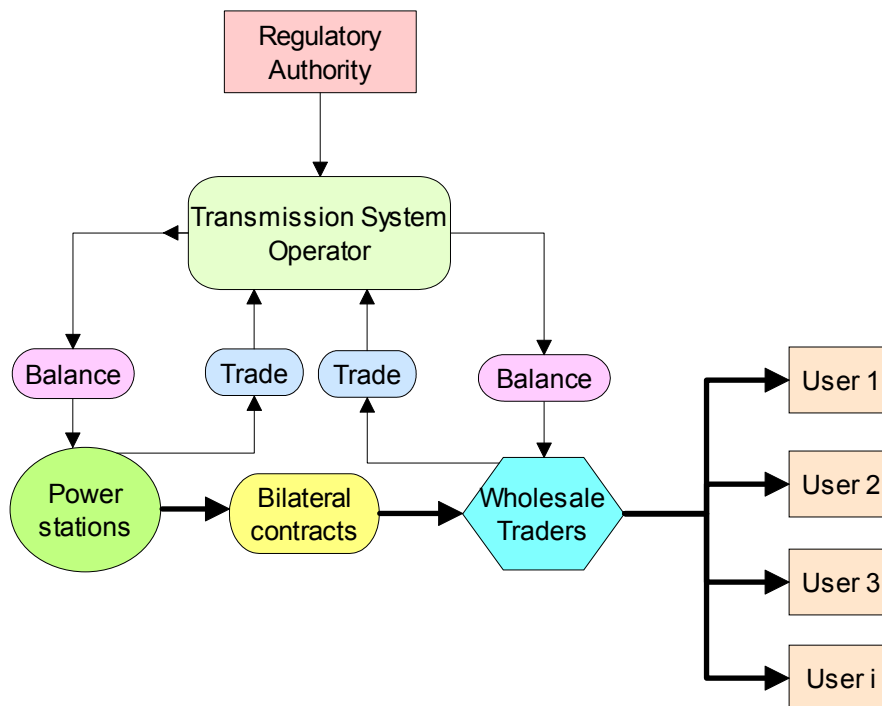 Regulatory
Authority
Transmission System
Operator
Balance
Trade
Trade
Balance
Power
stations
Bilateral
contracts
Wholesale
Traders
User 1
User 2
User 3
User i